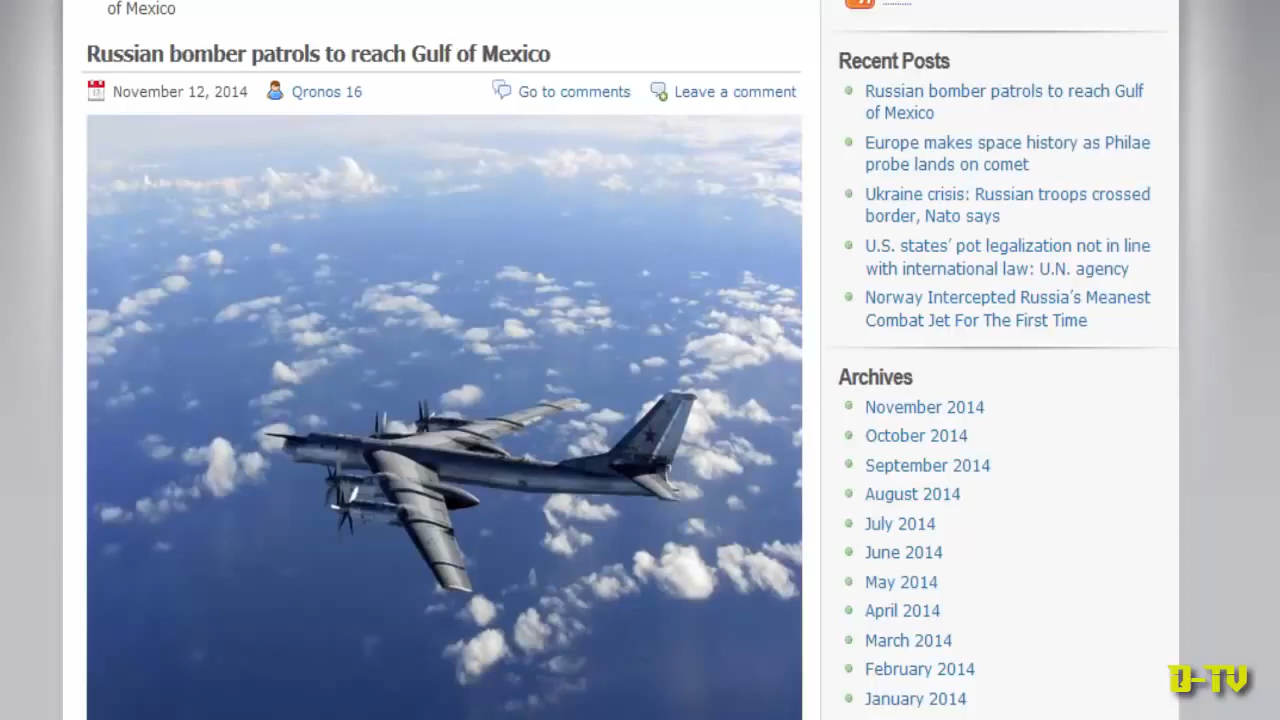 of Mexico
Russian bomber patrols to reach Gulf of Mexico
November 12, 2014 Qronos 16 Go to comments Leave a comment
Recent Posts
Russian bomber patrols to reach Gulf
of Mexico
Europe makes space history as Philae
probe lands on comet
Ukraine crisis: Russian troops crossed
border, Nato says
U.S. states’ pot legalization not in line
with international law: U.N. agency
Norway Intercepted Russia’s Meanest
Combat Jet For The First Time
Archives
November 2014
October 2014
September 2014
August 2014
July 2014
June 2014
May 2014
April 2014
March 2014
February 2014
January 2014
Q-TV